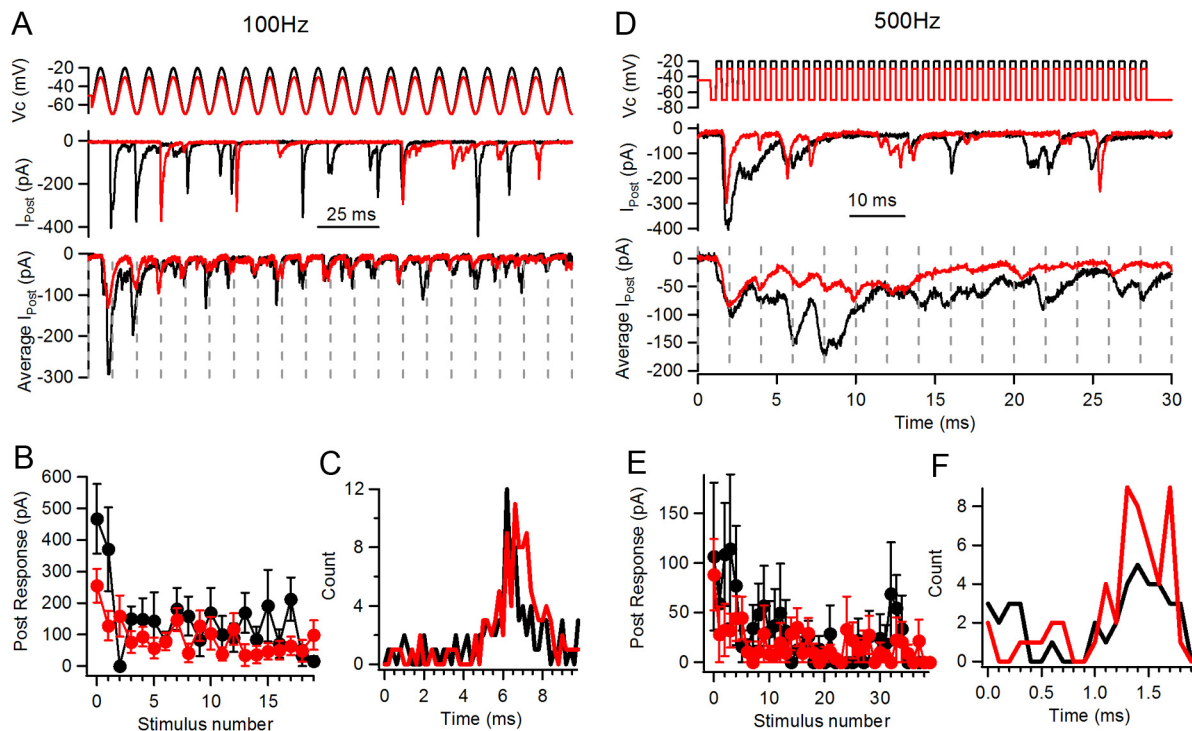 A
100Hz
Vc (mV)
-20
-40
-60
I Post (pA)
0
-200
-400
25 ms
Average I Post (pA)
0
-100
-200
-300
B
Post Response (pA)
600
500
400
300
200
100
0
0 5 10 15
Stimulus number
C
Count
12
8
4
0
0 2 4 6 8
Time (ms)
D
500Hz
Vc (mV)
-20
-40
-60
-80
I Post (pA)
0
-100
-200
-300
-400
10 ms
Average I Post (pA)
0
-50
-100
-150
-200
0 5 10 15 20 25 30
Time (ms)
E
Post Response (pA)
150
100
50
0
0 10 20 30
Stimulus number
F
Count
8
6
4
2
0
0.0 0.5 1.0 1.5
Time (ms)